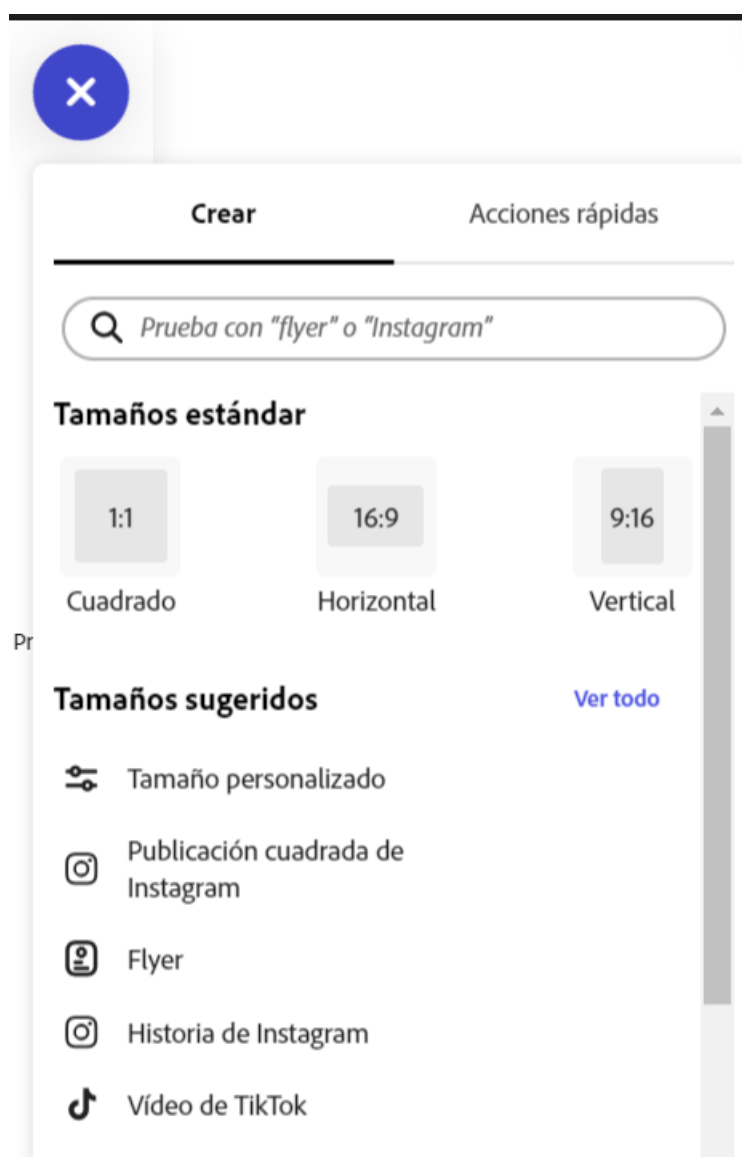 Crear
Acciones rápidas
Prueba con "flyer" o "Instagram"
Tamaños estándar
1:1
16:9
9:16
Cuadrado
Horizontal
Vertical
Pr
Tamaños sugeridos
Ver todo
Tamaño personalizado
Publicación cuadrada de
Instagram
Flyer
Historia de Instagram
Vídeo de TikTok